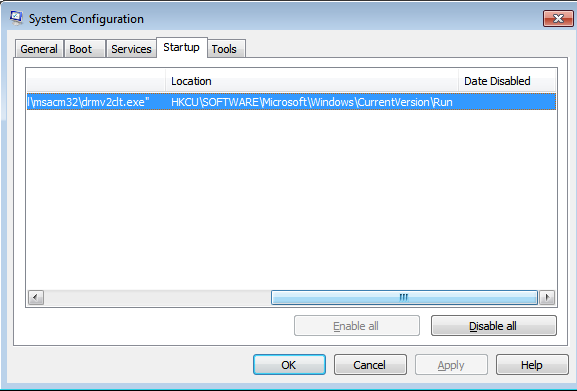 System Configuration
General Boot Services Startup Tools
Location Date Disabled
l\msacm32\drmv2clt.exe" HKCU\SOFTWARE\Microsoft\Windows\CurrentVersion\Run
Enable all Disable all
OK Cancel Apply Help